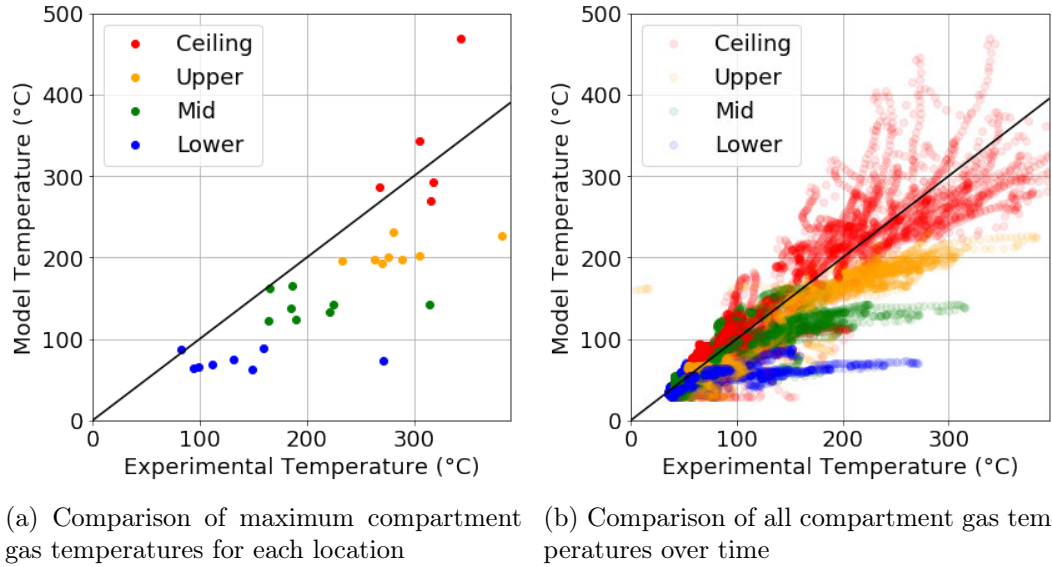 500
400
300
200
100
0
Model Temperature (°C)
Ceiling
Upper
Mid
Lower
0
100
200
300
Experimental Temperature (°C)
500
400
300
200
100
0
Model Temperature (°C)
Ceiling
Upper
Mid
Lower
0
100
200
300
Experimental Temperature (°C)
(a) Comparison of maximum compartment
gas temperatures for each location
(b) Comparison of all compartment gas tem
peratures over time